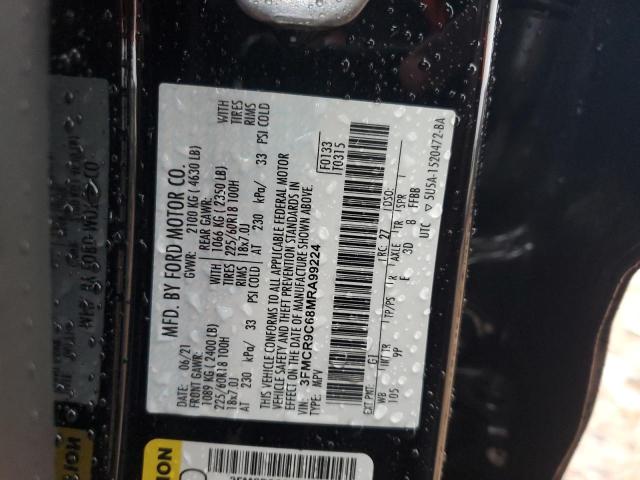 MFD. BY FORD MOTOR CO.
DATE: 06/21 GVWR: 2100 KG ( 4630 LB)
FRONT GAWR: REAR GAWR:
1089 KG ( 2400 LB) 1066 KG ( 2350 LB) WITH
225/60R18 100H TIRES 225/60R18 100H TIRES
18x7.0J RIMS 18x7.0J RIMS
AT 230 kPa/ 33 PSI COLD AT 230 kPa/ 33 PSI COLD
THIS VEHICLE CONFORMS TO ALL APPLICABLE FEDERAL MOTOR
VEHICLE SAFETY AND THEFT PREVENTION STANDARDS IN
EFFECT ON THE DATE OF MANUFACTURE SHOWN ABOVE.
VIN: 3FMCR9C68MRA99224
TYPE: MPV
F0133
T0315
EXT PNT: G1 RC: 27 DSO:
WB INT TR TP/PS R AXLE TR SPR
105 9P E 3D 8 FFBB
UTC 5U5A-1520472-BA